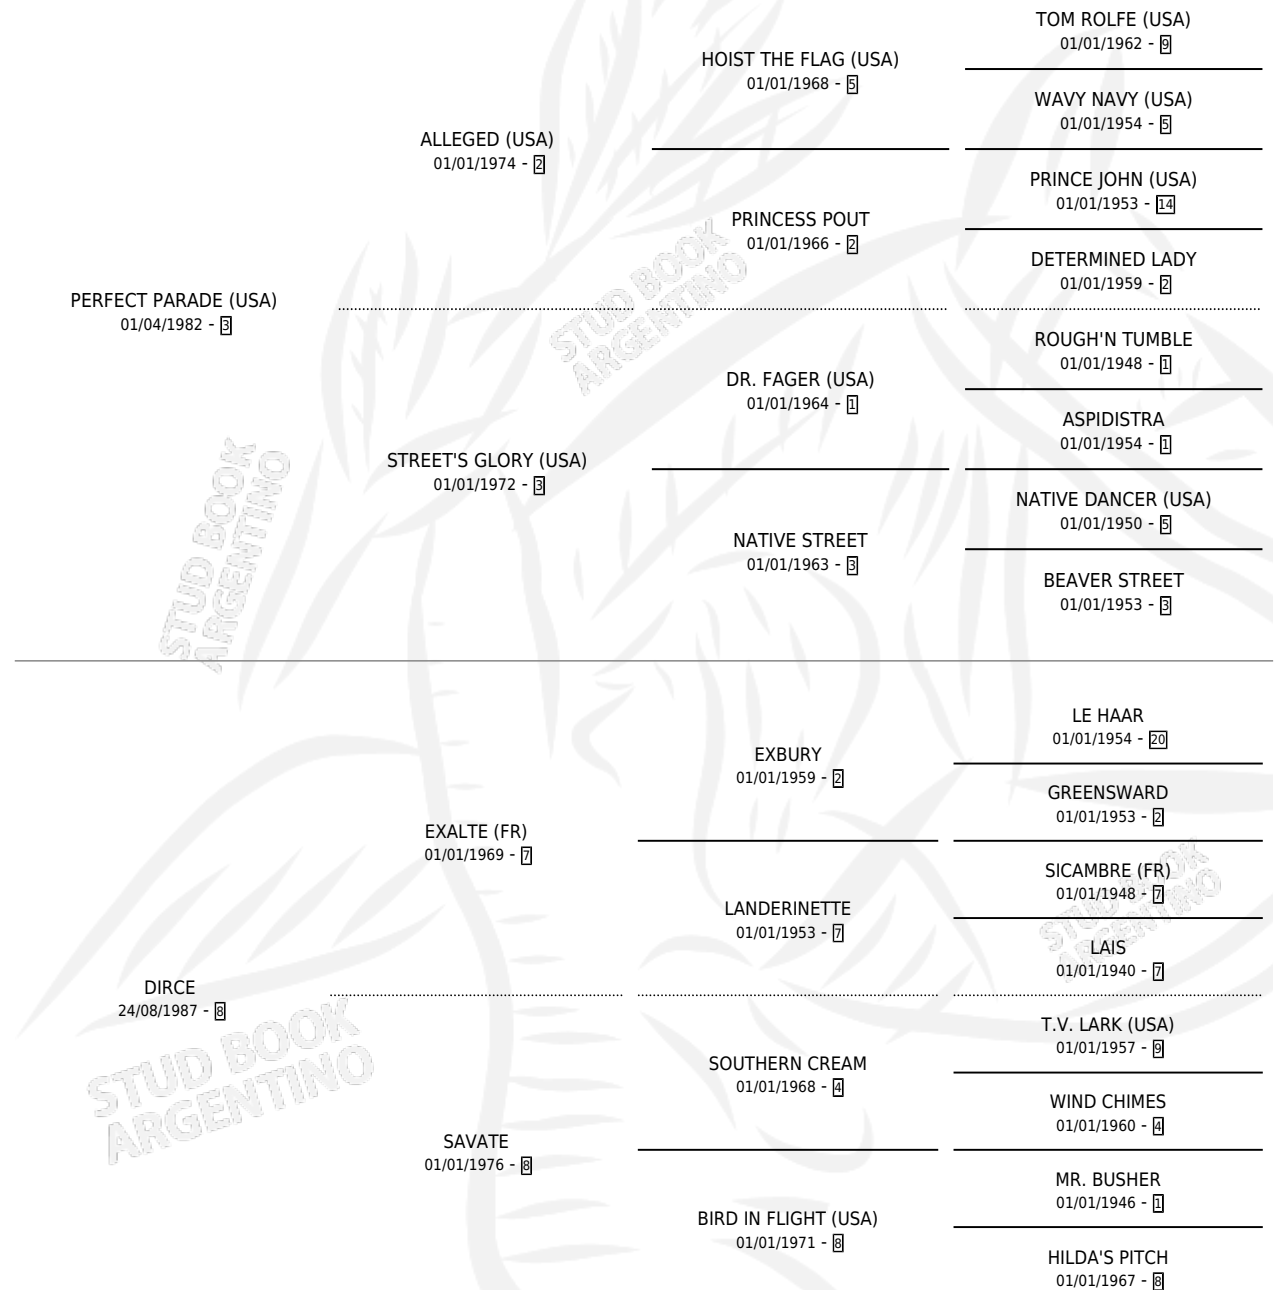 TOM ROLFE (USA)
01/01/1962 - 9
HOIST THE FLAG (USA)
01/01/1968 - 5
WAVY NAVY (USA)
01/01/1954 - 5
ALLEGED (USA)
01/01/1974 - 2
PRINCE JOHN (USA)
01/01/1953 - 14
PRINCESS POUT
01/01/1966 - 2
DETERMINED LADY
01/01/1959 - 2
PERFECT PARADE (USA)
01/04/1982 - 3
ROUGH'N TUMBLE
01/01/1948 - 1
DR. FAGER (USA)
01/01/1964 - 1
ASPIDISTRA
01/01/1954 - 1
STREET'S GLORY (USA)
01/01/1972 - 3
NATIVE DANCER (USA)
01/01/1950 - 5
NATIVE STREET
01/01/1963 - 3
BEAVER STREET
01/01/1953 - 3
LE HAAR
01/01/1954 - 20
EXBURY
01/01/1959 - 2
GREENSWARD
01/01/1953 - 2
EXALTE (FR)
01/01/1969 - 7
SICAMBRE (FR)
01/01/1948 - 7
LANDERINETTE
01/01/1953 - 7
LAIS
01/01/1940 - 7
DIRCE
24/08/1987 - 8
T.V. LARK (USA)
01/01/1957 - 9
SOUTHERN CREAM
01/01/1968 - 4
WIND CHIMES
01/01/1960 - 4
SAVATE
01/01/1976 - 8
MR. BUSHER
01/01/1946 - 1
BIRD IN FLIGHT (USA)
01/01/1971 - 8
HILDA'S PITCH
01/01/1967 - 8
STUD BOOK
ARGENTINO
STUD BOOK
ARGENTINO
STUD BOOK
ARGENTINO
STUD BOOK
ARGENTINO